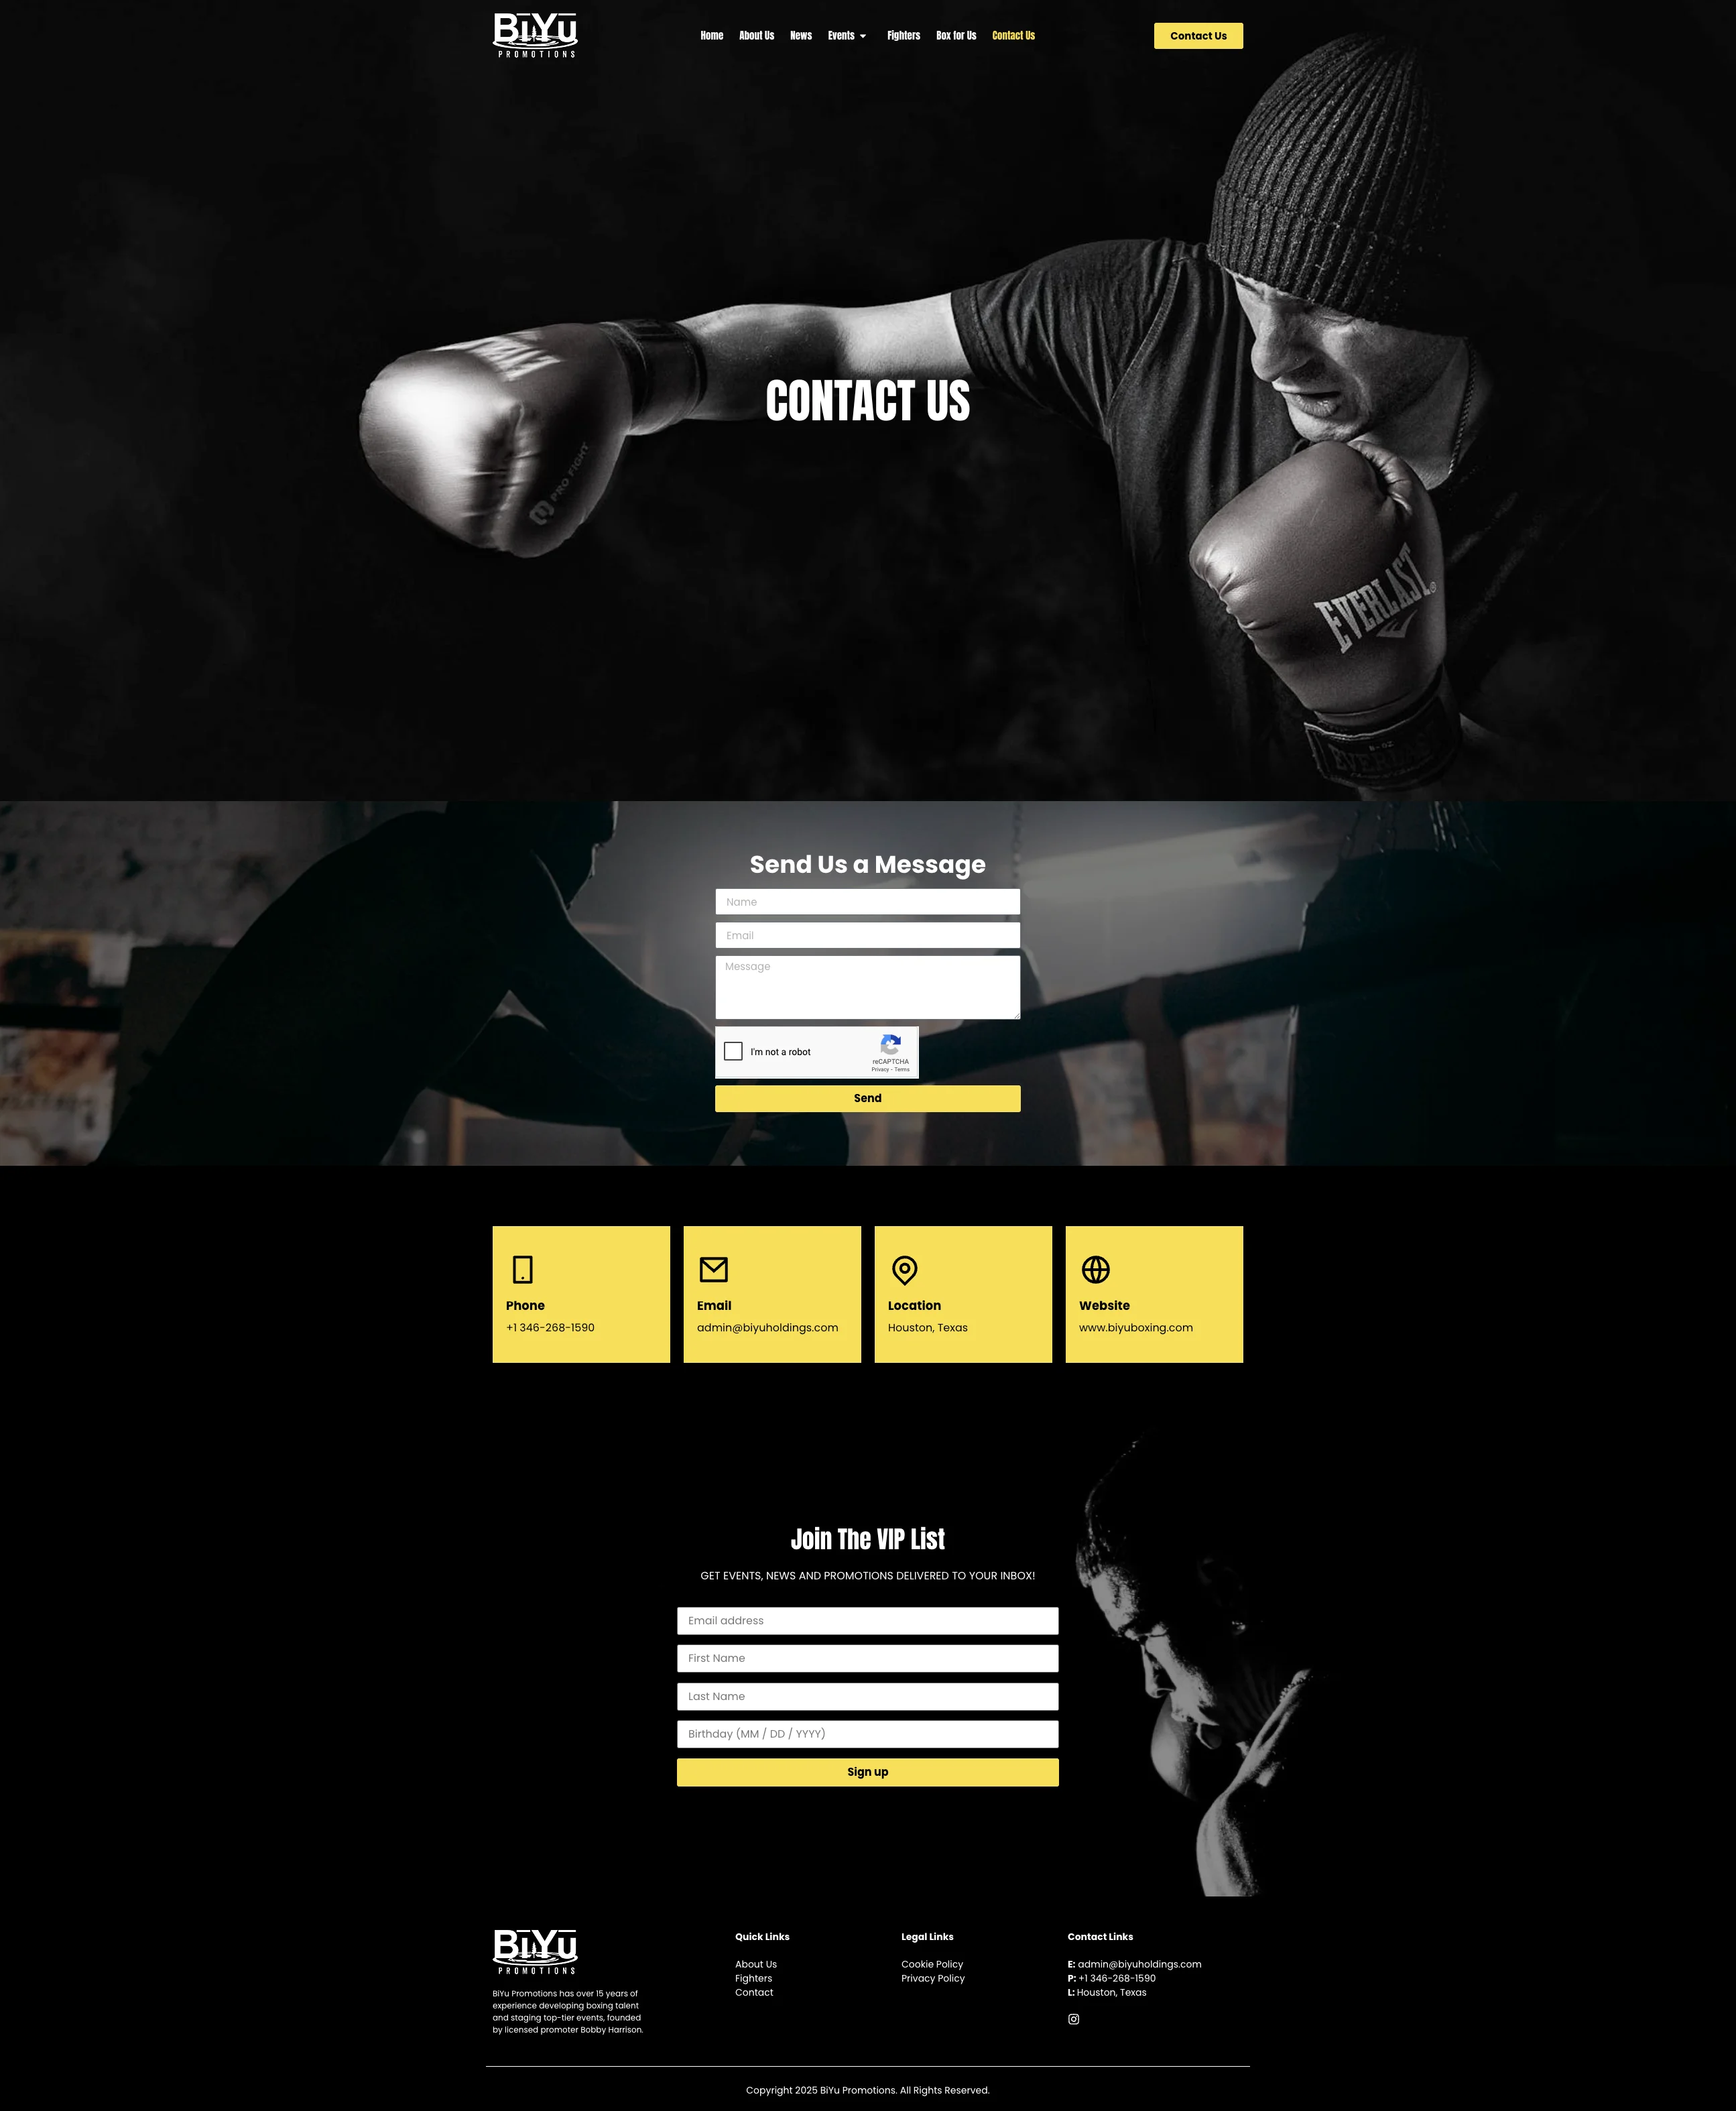 BiYu
PROMOTIONS
Home
About Us
News
Events
Fighters
Box for Us
Contact Us
Contact Us
CONTACT US
PRO FIGHT
EVERLAST
8-OZ
EVERLAST
Send Us a Message
Name
Email
Message
I'm not a robot
reCAPTCHA
Privacy - Terms
Send
Phone
+1 346-268-1590
Email
admin@biyuholdings.com
Location
Houston, Texas
Website
www.biyuboxing.com
Join The VIP List
GET EVENTS, NEWS AND PROMOTIONS DELIVERED TO YOUR INBOX!
Email address
First Name
Last Name
Birthday (MM / DD / YYYY)
Sign up
BiYu
PROMOTIONS
BiYu Promotions has over 15 years of
experience developing boxing talent
and staging top-tier events, founded
by licensed promoter Bobby Harrison.
Quick Links
About Us
Fighters
Contact
Legal Links
Cookie Policy
Privacy Policy
Contact Links
E: admin@biyuholdings.com
P: +1 346-268-1590
L: Houston, Texas
Copyright 2025 BiYu Promotions. All Rights Reserved.